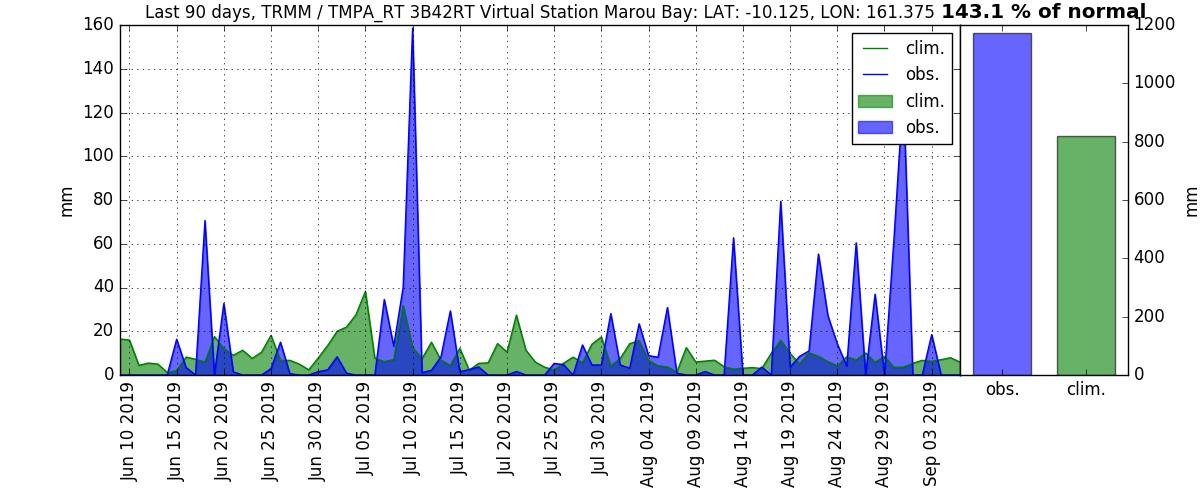 Last 90 days, TRMM / TMPA_RT 3B42RT Virtual Station Marou Bay: LAT: -10.125, LON: 161.375 143.1 % of normal
160
140
120
100
80
60
40
20
0
mm
clim.
obs.
clim.
obs.
Jun 10 2019
Jun 15 2019
Jun 20 2019
Jun 25 2019
Jun 30 2019
Jul 05 2019
Jul 10 2019
Jul 15 2019
Jul 20 2019
Jul 25 2019
Jul 30 2019
Aug 04 2019
Aug 09 2019
Aug 14 2019
Aug 19 2019
Aug 24 2019
Aug 29 2019
Sep 03 2019
1200
1000
800
600
400
200
0
mm
obs.
clim.